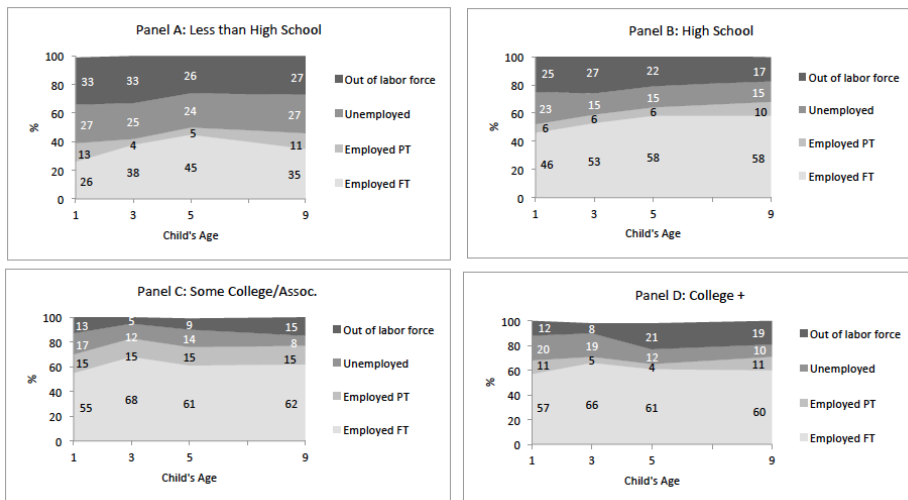 Panel A: Less than High School
100
80
60
40
20
0
%
33 33 26 27
27 25 24 27
13 4 5 11
26 38 45 35
1 3 5 9
Child's Age
Out of labor force
Unemployed
Employed PT
Employed FT
Panel B: High School
100
80
60
40
20
0
%
25 27 22 17
23 15 15 15
6 6 6 10
46 53 58 58
1 3 5 9
Child's Age
Out of labor force
Unemployed
Employed PT
Employed FT
Panel C: Some College/Assoc.
100
80
60
40
20
0
%
13 5 9 15
17 12 14 8
15 15 15 15
55 68 61 62
1 3 5 9
Child's Age
Out of labor force
Unemployed
Employed PT
Employed FT
Panel D: College +
100
80
60
40
20
0
%
12 8 21 19
20 19 12 10
11 5 4 11
57 66 61 60
1 3 5 9
Child's Age
Out of labor force
Unemployed
Employed PT
Employed FT